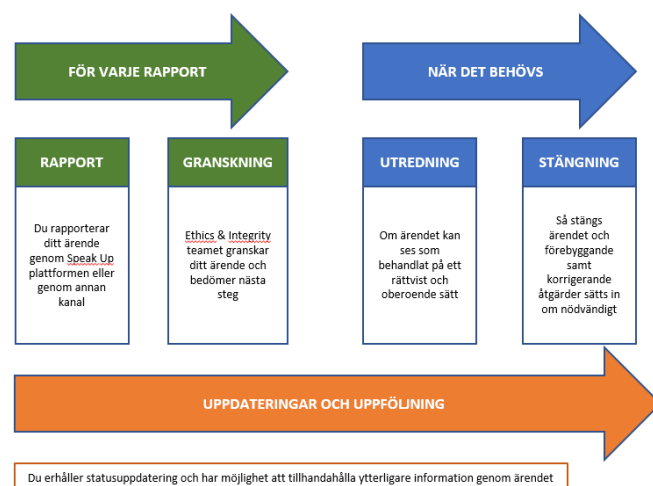 FÖR VARJE RAPPORT
NÄR DET BEHÖVS
RAPPORT
Du rapporterar
ditt ärende
genom Speak Up
plattformen eller
genom annan
kanal
GRANSKNING
Ethics & Integrity
teamet granskar
ditt ärende och
bedömer nästa
steg
UTREDNING
Om ärendet kan
ses som
behandlat på ett
rättvist och
oberoende sätt
STÄNGNING
Så stängs
ärendet och
förebyggande
samt
korrigerande
åtgärder sätts in
om nödvändigt
UPPDATERINGAR OCH UPPFÖLJNING
Du erhåller statusuppdatering och har möjlighet att tillhandahålla ytterligare information genom ärendet